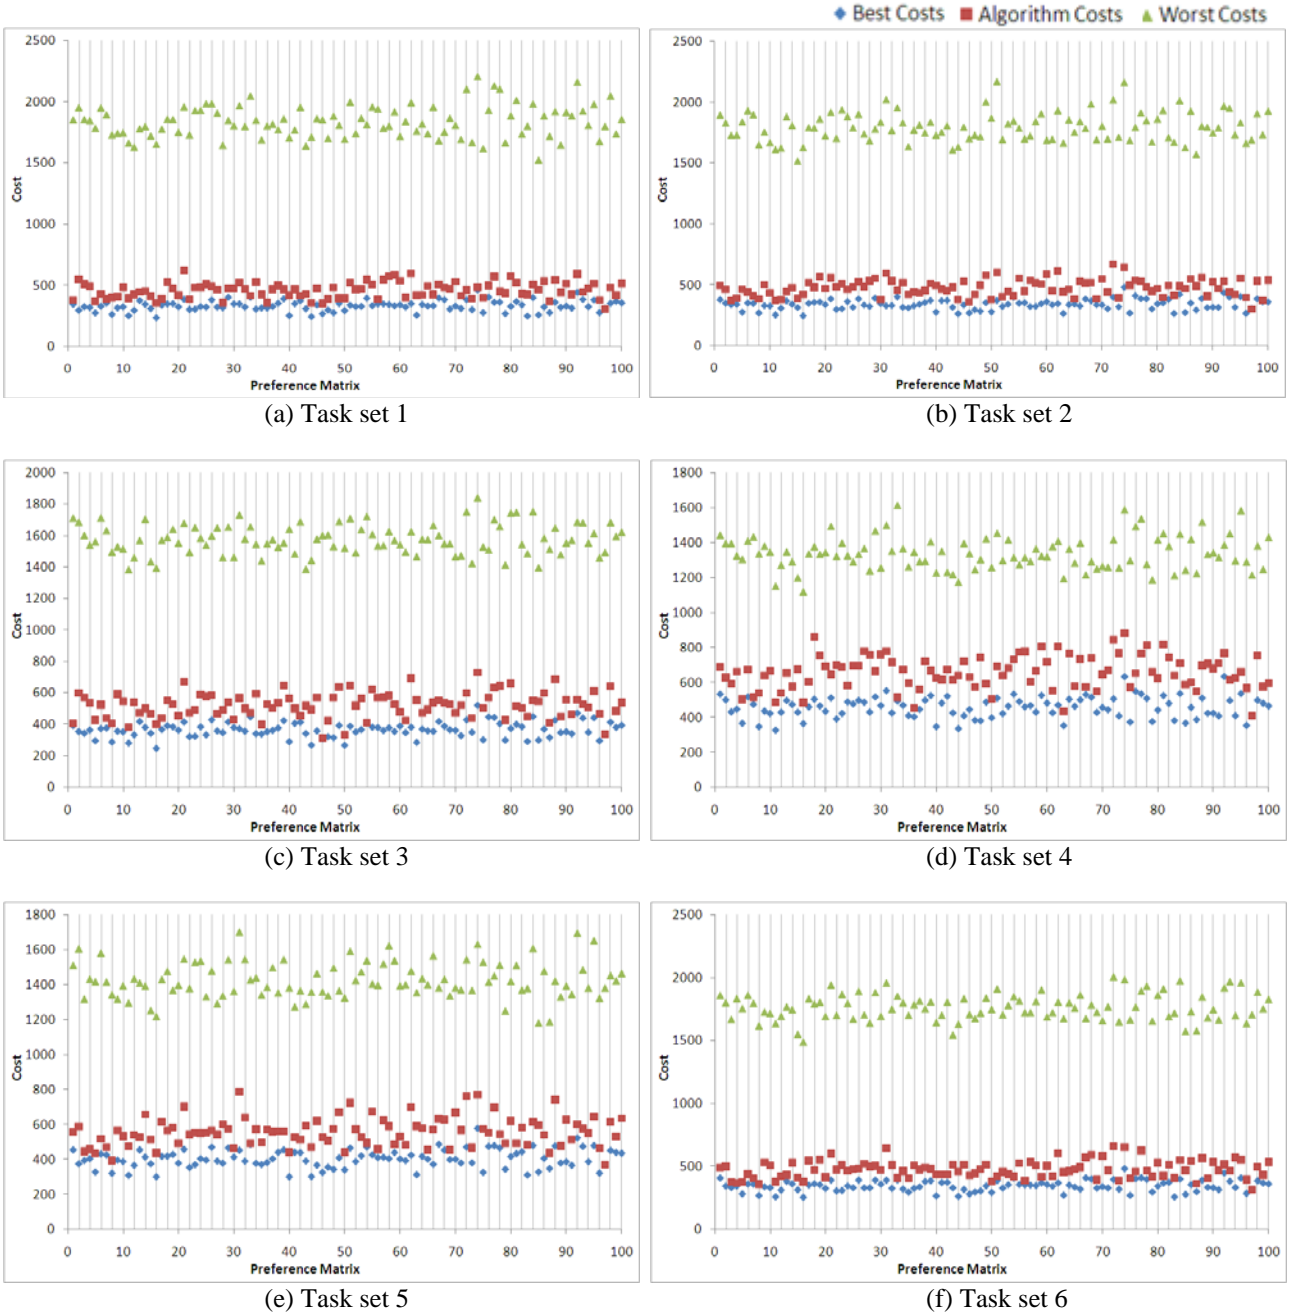 Best Costs Algorithm Costs Worst Costs
2500
2000
1500
1000
500
0
Cost
0 10 20 30 40 50 60 70 80 90 100
Preference Matrix
(a) Task set 1
2500
2000
1500
1000
500
0
Cost
0 10 20 30 40 50 60 70 80 90 100
Preference Matrix
(b) Task set 2
2000
1800
1600
1400
1200
1000
800
600
400
200
0
Cost
0 10 20 30 40 50 60 70 80 90 100
Preference Matrix
(c) Task set 3
1800
1600
1400
1200
1000
800
600
400
200
0
Cost
0 10 20 30 40 50 60 70 80 90 100
Preference Matrix
(d) Task set 4
1800
1600
1400
1200
1000
800
600
400
200
0
Cost
0 10 20 30 40 50 60 70 80 90 100
Preference Matrix
(e) Task set 5
2500
2000
1500
1000
500
0
Cost
0 10 20 30 40 50 60 70 80 90 100
Preference Matrix
(f) Task set 6